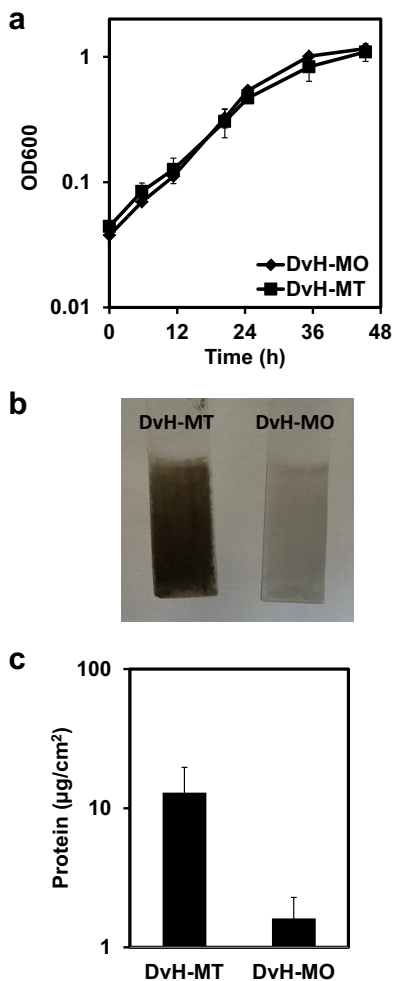 a
1
0.1
0.01
OD600
0 12 24 36 48
Time (h)
DvH-MO
DvH-MT
b
DvH-MT DvH-MO
c
100
10
1
Protein (µg/cm²)
DvH-MT DvH-MO